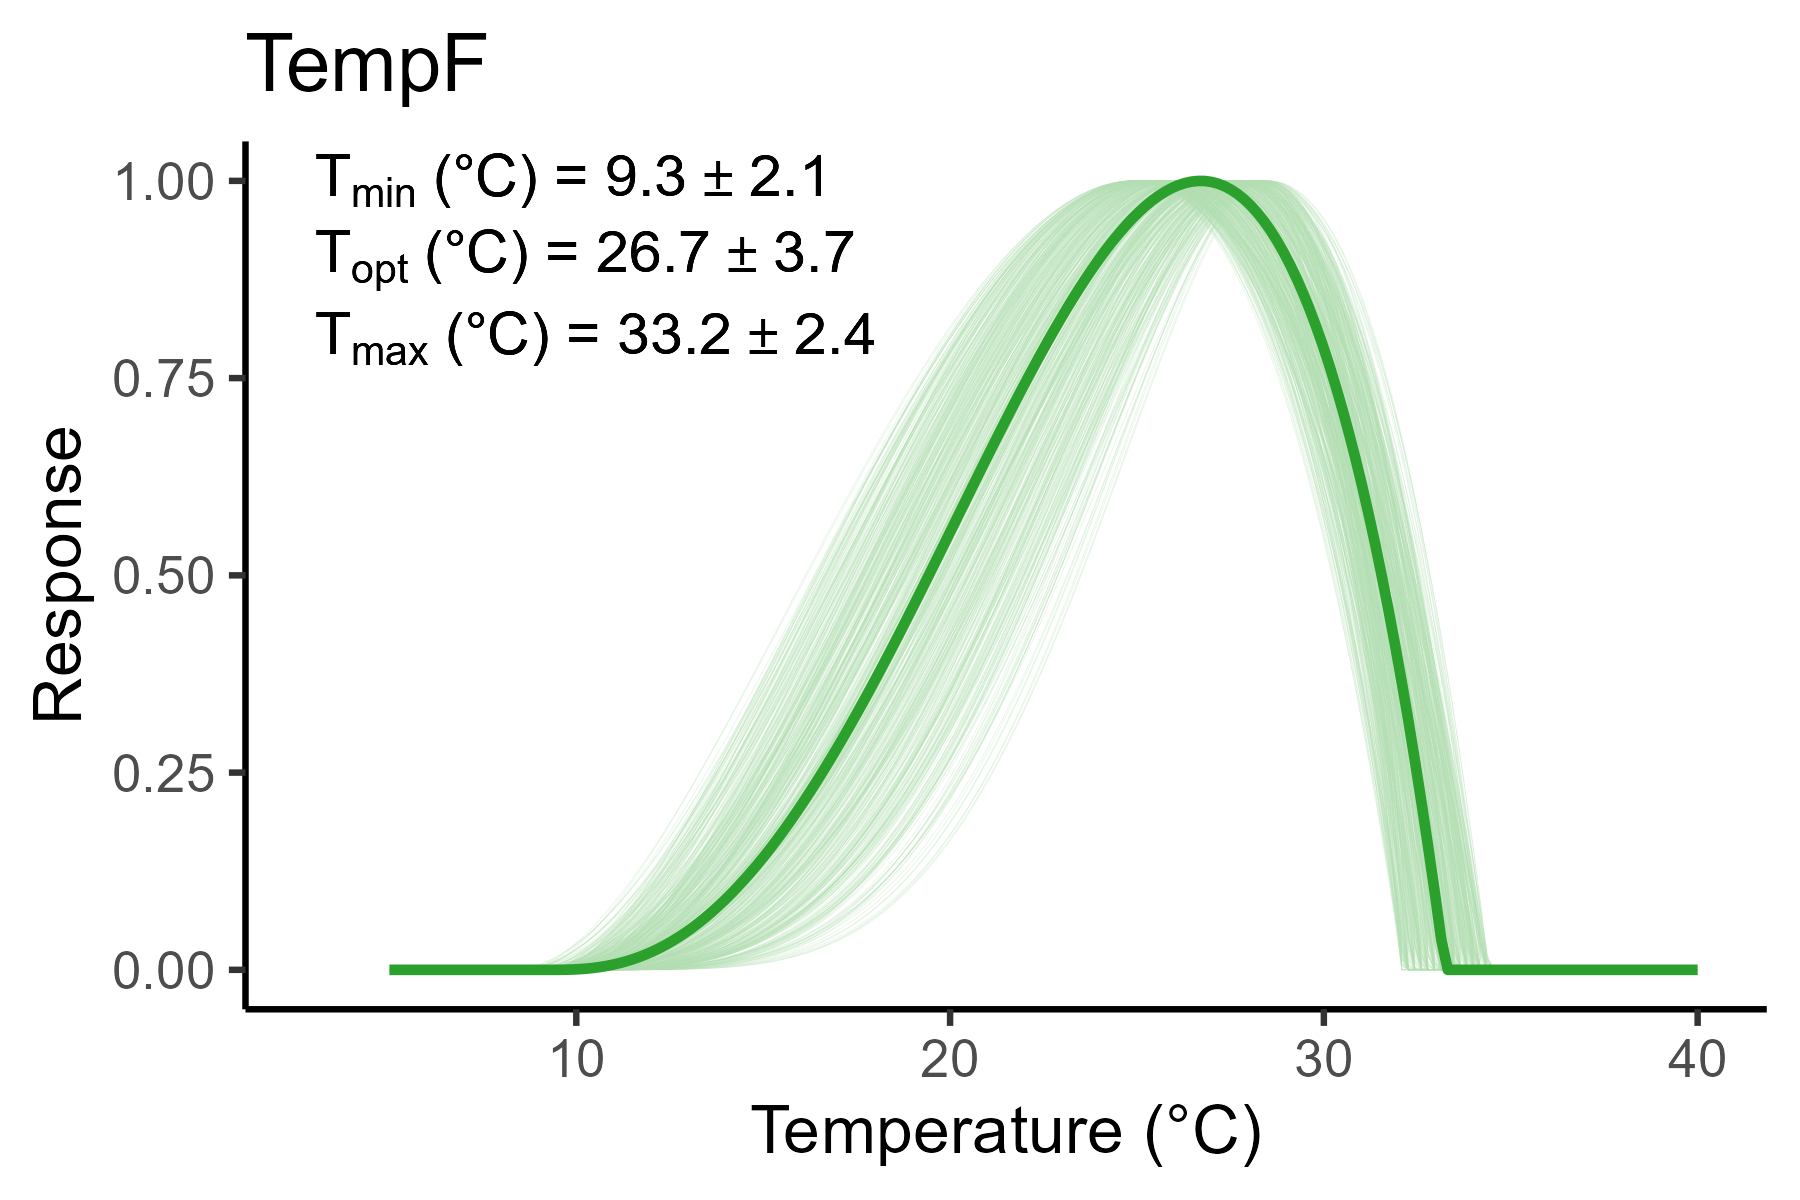 TempF
Tmin (°C) = 9.3 ± 2.1
Topt (°C) = 26.7 ± 3.7
Tmax (°C) = 33.2 ± 2.4
1.00
0.75
0.50
0.25
0.00
Response
10 20 30 40
Temperature (°C)